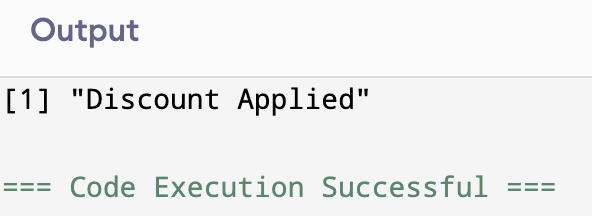 Output
[1] "Discount Applied"
=== Code Execution Successful ===